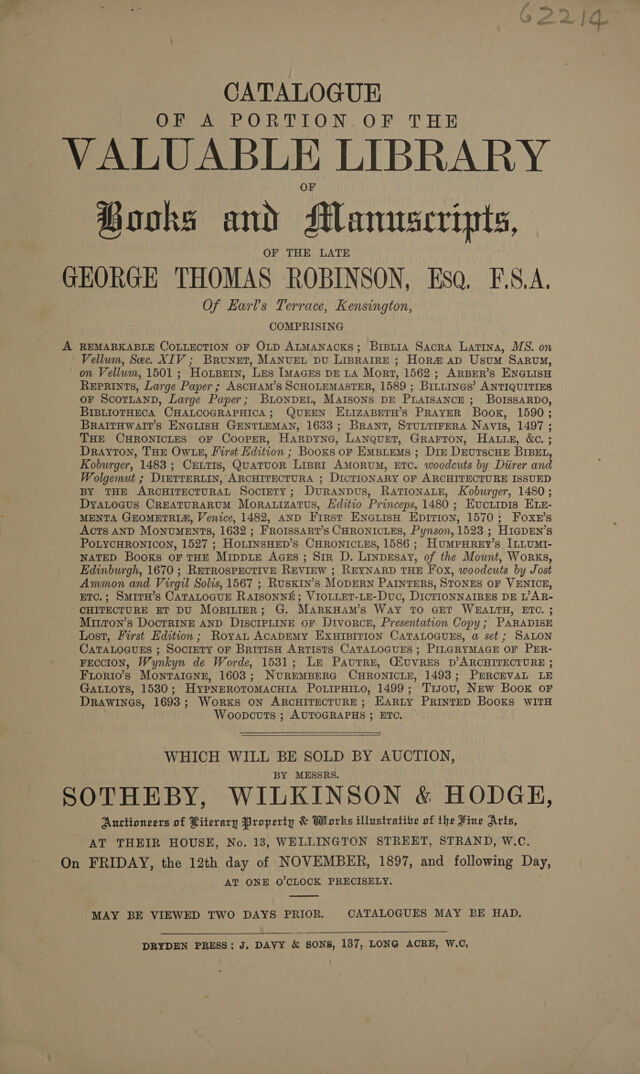 62214
CATALOGUE
OF A PORTION OF THE
VALUABLE LIBRARY
OF
Books and Manuscripts,
OF THE LATE
GEORGE THOMAS ROBINSON, ESQ. F.S.A.
Of Earl's Terrace, Kensington,
COMPRISING
A REMARKABLE COLLECTION OF OLD ALMANACKS; BIBLIA SACRA LATINA, MS. on
Vellum, Sæc. XIV; BRUNET, MANUEL DU LIBRAIRE; HORÆ AD USUM SARUM,
on Vellum, 1501; HOLBEIN, LES IMAGES DE LA MORT, 1562; ARBER'S ENGLISH
REPRINTS, Large Paper; ASCHAM'S SCHOLEMASTER, 1589; BILLINGS' ANTIQUITIES
OF SCOTLAND, Large Paper; BLONDEL, MAISONS DE PLAISANCE; BOISSARDO,
BIBLIOTHECA CHALCOGRAPHICA; QUEEN ELIZABETH'S PRAYER BOOK, 1590;
BRAITHWAIT'S ENGLISH GENTLEMAN, 1633; BRANT, STULTIFERA NAVIS, 1497;
THE CHRONICLES OF COOPER, HARDYNG, LANQUET, GRAFTON, HALLE, &C.;
DRAYTON, THE OWLE, First Edition; BOOKS OF EMBLEMS; DIE DEUTSCHE BIBEL,
Koburger, 1483; CELTIS, QUATUOR LIBRI AMORUM, ETC. woodcuts by Dürer and
Wolgemut; DIETTERLIN, ARCHITECTURA; DICTIONARY OF ARCHITECTURE ISSUED
BY THE ARCHITECTURAL SOCIETY; DURANDUS, RATIONALE, Koburger, 1480;
DYALOGUS CREATURARUM MORALIZATUS, Editio Princeps, 1480; EUCLIDIS ELE-
MENTA GEOMETRIÆ, Venice, 1482, AND FIRST ENGLISH EDITION, 1570; FOXE'S
ACTS AND MONUMENTS, 1632; FROISSART'S CHRONICLES, Pynson, 1523; HIGDEN'S
POLYCHRONICON, 1527; HOLINSHED'S CHRONICLES, 1586; HUMPHREY'S ILLUMI-
NATED BOOKS OF THE MIDDLE AGES; SIR D. LINDESAY, of the Mount, WORKS,
Edinburgh, 1670; RETROSPECTIVE REVIEW; REYNARD THE FOX, woodcuts by Jost
Ammon and Virgil Solis, 1567; RUSKIN'S MODERN PAINTERS, STONES OF VENICE,
ETC.; SMITH'S CATALOGUE RAISONNÉ; VIOLLET-LE-DUC, DICTIONNAIRES DE L'AR-
CHITECTURE ET DU MOBILIER; G. MARKHAM'S WAY TO GET WEALTH, ETC.;
MILTON'S DOCTRINE AND DISCIPLINE OF DIVORCE, Presentation Copy; PARADISE
LOST, First Edition; ROYAL ACADEMY EXHIBITION CATALOGUES, a set; SALON
CATALOGUES; SOCIETY OF BRITISH ARTISTS CATALOGUES; PILGRYMAGE OF PER-
FECCION, Wynkyn de Worde, 1531; LE PAUTRE, ŒUVRES D'ARCHITECTURE;
FLORIO'S MONTAIGNE, 1603; NUREMBERG CHRONICLE, 1493; PERCEVAL LE
GALLOYS, 1530; HYPNEROTOMACHIA POLIPHILO, 1499; TIJOU, NEW BOOK OF
DRAWINGS, 1693; WORKS ON ARCHITECTURE; EARLY PRINTED BOOKS WITH
WOODCUTS; AUTOGRAPHS; ETC.
WHICH WILL BE SOLD BY AUCTION,
BY MESSRS.
SOTHEBY, WILKINSON & HODGE,
Auctioneers of Literary Property & Works illustrative of the Fine Arts,
AT THEIR HOUSE, No. 13, WELLINGTON STREET, STRAND, W.C.
On FRIDAY, the 12th day of NOVEMBER, 1897, and following Day,
AT ONE O'CLOCK PRECISELY.
MAY BE VIEWED TWO DAYS PRIOR. CATALOGUES MAY BE HAD.
DRYDEN PRESS: J. DAVY & SONS, 137, LONG ACRE, W.C.